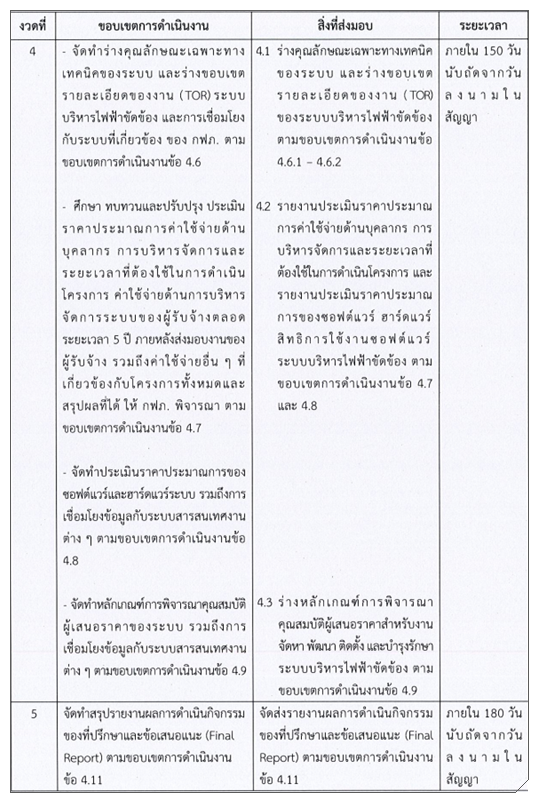 งวดที่ ขอบเขตการดำเนินงาน สิ่งที่ส่งมอบ ระยะเวลา
4
- จัดทำร่างคุณลักษณะเฉพาะทาง
เทคนิคของระบบ และร่างขอบเขต
รายละเอียดของงาน (TOR) ระบบ
บริหารไฟฟ้าขัดข้อง และการเชื่อมโยง
กับระบบที่เกี่ยวข้อง ของ กฟภ. ตาม
ขอบเขตการดำเนินงานข้อ 4.6
- ศึกษา ทบทวนและปรับปรุง ประเมิน
ราคาประมาณการค่าใช้จ่ายด้าน
บุคลากร การบริหารจัดการและ
ระยะเวลาที่ต้องใช้ในการดำเนิน
โครงการ ค่าใช้จ่ายด้านการบริหาร
จัดการระบบของผู้รับจ้างตลอด
ระยะเวลา 5 ปี ภายหลังส่งมอบงานของ
ผู้รับจ้าง รวมถึงค่าใช้จ่ายอื่น ๆ ที่
เกี่ยวข้องกับโครงการทั้งหมดและ
สรุปผลที่ได้ ให้ กฟภ. พิจารณา ตาม
ขอบเขตการดำเนินงานข้อ 4.7
- จัดทำประเมินราคาประมาณการของ
ซอฟต์แวร์และฮาร์ดแวร์ระบบ รวมถึงการ
เชื่อมโยงข้อมูลกับระบบสารสนเทศงาน
ต่าง ๆ ตามขอบเขตการดำเนินงานข้อ
4.8
- จัดทำหลักเกณฑ์การพิจารณาคุณสมบัติ
ผู้เสนอราคาของระบบ รวมถึงการ
เชื่อมโยงข้อมูลกับระบบสารสนเทศงาน
ต่าง ๆ ตามขอบเขตการดำเนินงานข้อ 4.9
4.1 ร่างคุณลักษณะเฉพาะทางเทคนิค
ของระบบ และร่างขอบเขต
รายละเอียดของงาน (TOR)
ของระบบบริหารไฟฟ้าขัดข้อง
ตามขอบเขตการดำเนินงานข้อ
4.6.1 – 4.6.2
4.2 รายงานประเมินราคาประมาณ
การค่าใช้จ่ายด้านบุคลากร การ
บริหารจัดการและระยะเวลาที่
ต้องใช้ในการดำเนินโครงการ และ
รายงานประเมินราคาประมาณ
การของซอฟต์แวร์ ฮาร์ดแวร์
สิทธิการใช้งานซอฟต์แวร์
ระบบบริหารไฟฟ้าขัดข้อง ตาม
ขอบเขตการดำเนินงานข้อ 4.7
และ 4.8
4.3 ร่างหลักเกณฑ์การพิจารณา
คุณสมบัติผู้เสนอราคาสำหรับงาน
จัดหา พัฒนา ติดตั้ง และบำรุงรักษา
ระบบบริหารไฟฟ้าขัดข้อง ตาม
ขอบเขตการดำเนินงานข้อ 4.9
ภายใน 150 วัน
นับถัดจากวัน
ลงนามใน
สัญญา
5
จัดทำสรุปรายงานผลการดำเนินกิจกรรม
ของที่ปรึกษาและข้อเสนอแนะ (Final
Report) ตามขอบเขตการดำเนินงาน
ข้อ 4.11
จัดส่งรายงานผลการดำเนินกิจกรรม
ของที่ปรึกษาและข้อเสนอแนะ (Final
Report) ตามขอบเขตการดำเนินงาน
ข้อ 4.11
ภายใน 180 วัน
นับถัดจากวัน
ลงนามใน
สัญญา